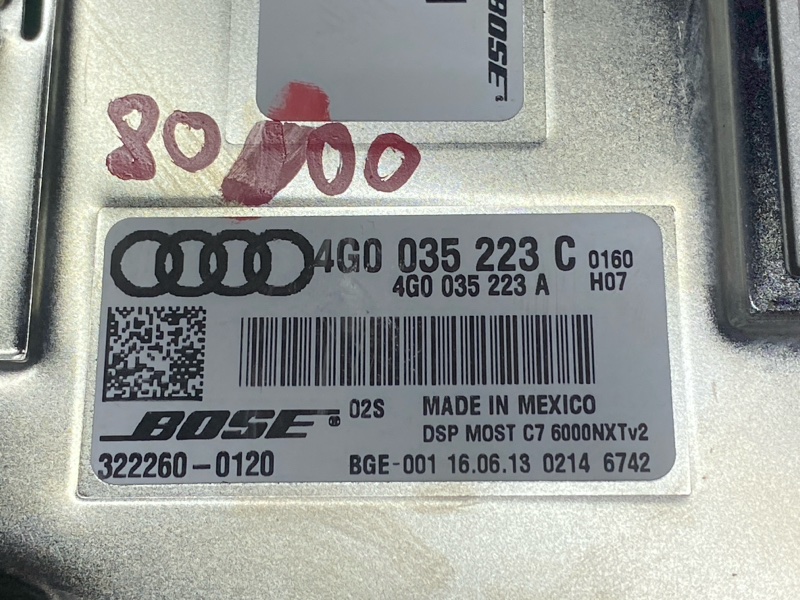 BOSE
80/00
4G0 035 223 C 0160
4G0 035 223 A H07
BOSE 02S MADE IN MEXICO
DSP MOST C7 6000NXTv2
322260-0120 BGE-001 16.06.13 0214 6742